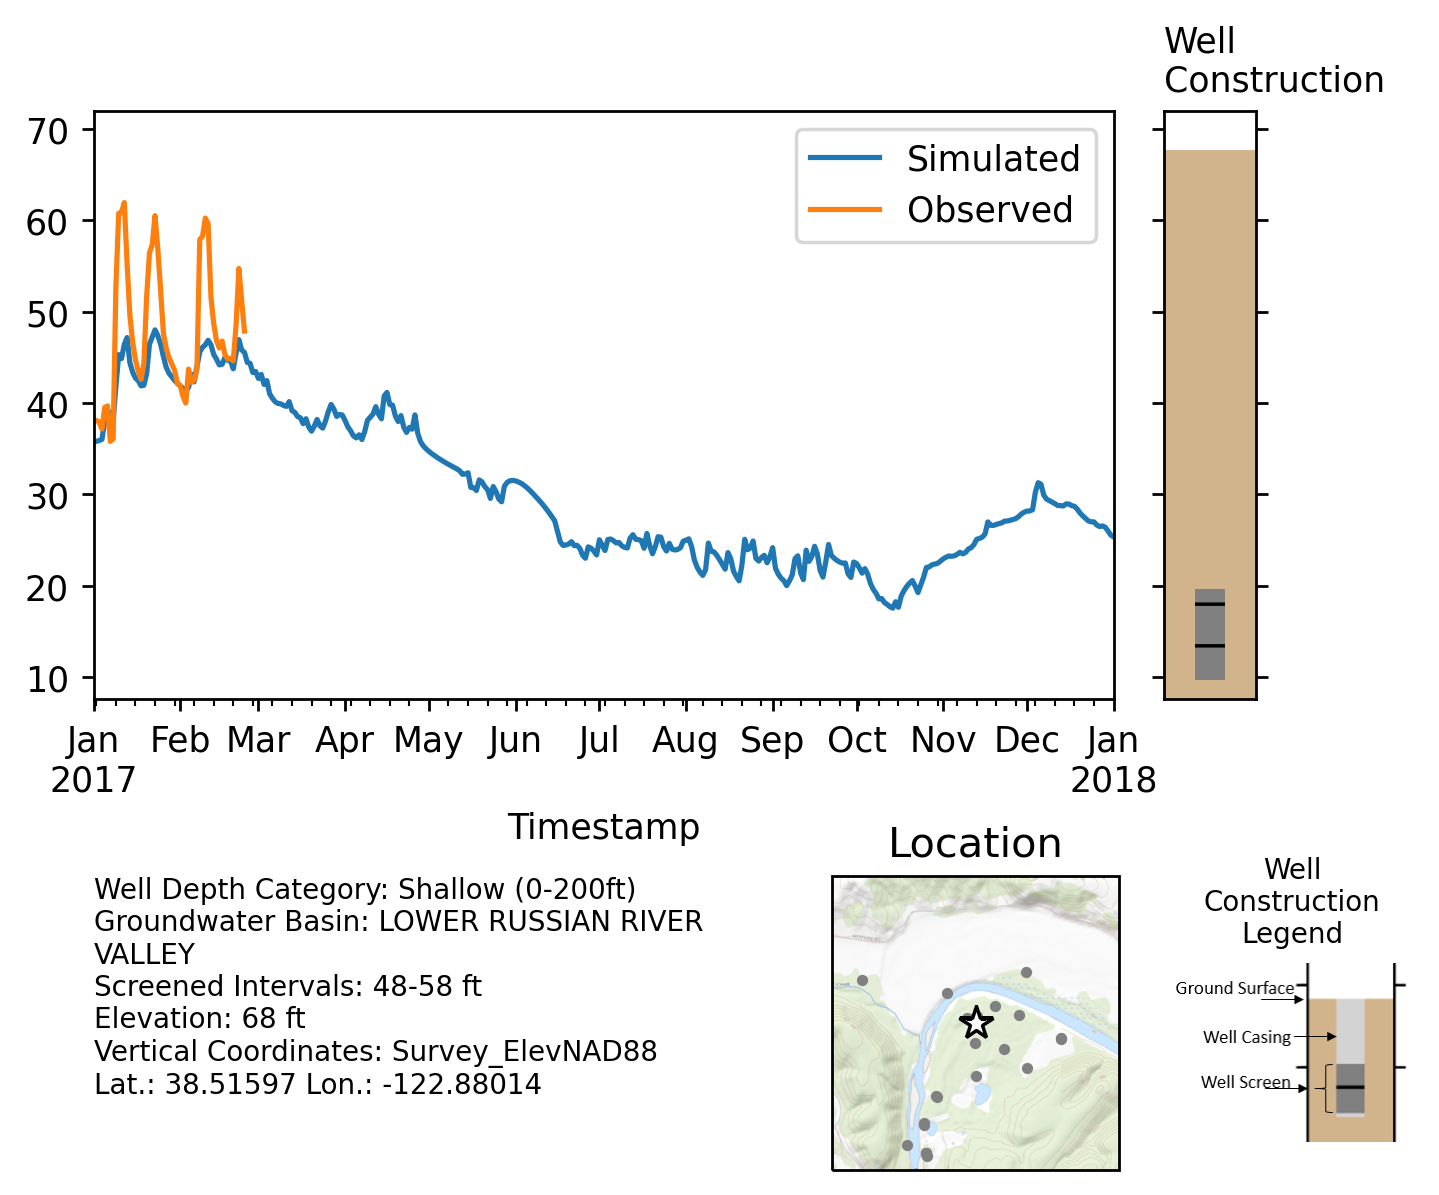 Well
Construction
70
60
50
40
30
20
10
Simulated
Observed
Jan Feb Mar Apr May Jun Jul Aug Sep Oct Nov Dec Jan
2017 2018
Timestamp
Well Depth Category: Shallow (0-200ft)
Groundwater Basin: LOWER RUSSIAN RIVER
VALLEY
Screened Intervals: 48-58 ft
Elevation: 68 ft
Vertical Coordinates: Survey_ElevNAD88
Lat.: 38.51597 Lon.: -122.88014
Location
Well
Construction
Legend
Ground Surface
Well Casing
Well Screen